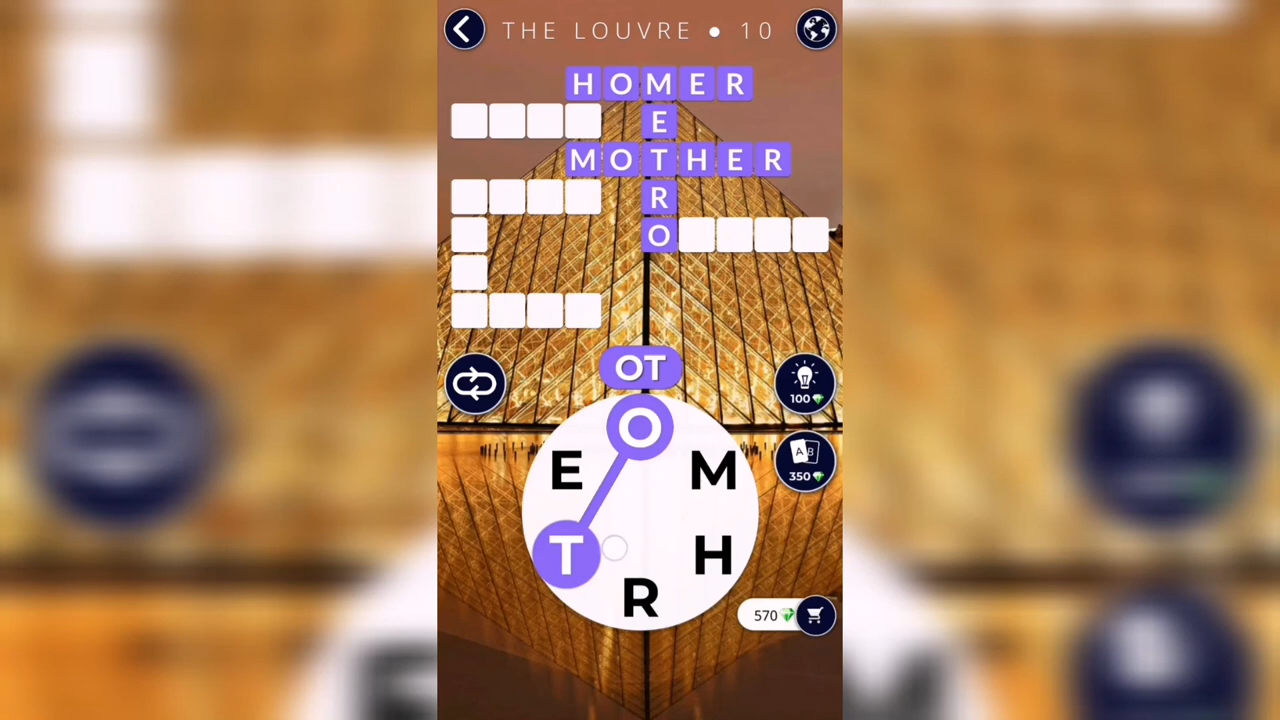 THE LOUVRE • 10
HOMER
E
MOTHER
R
O
OT
O
E M
T H
R
100
A B
350
570